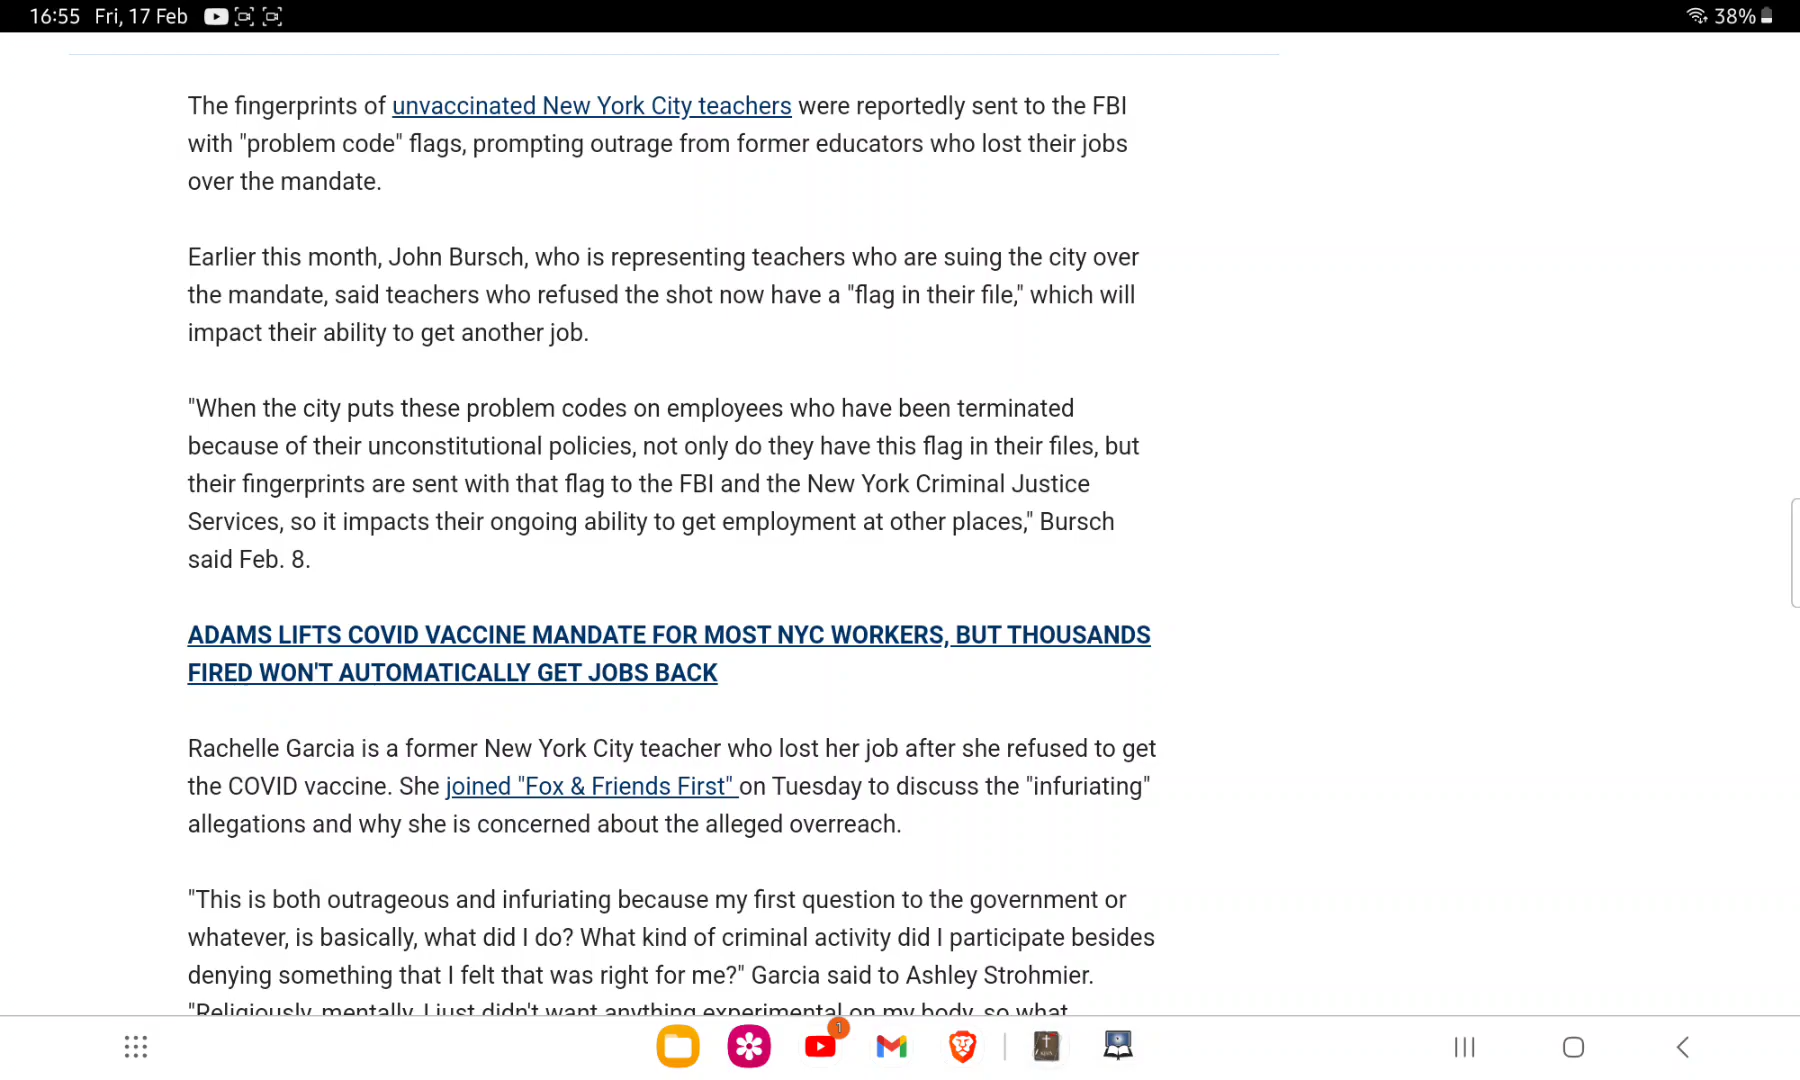 16:55 Fri, 17 Feb
38%
The fingerprints of unvaccinated New York City teachers were reportedly sent to the FBI
with "problem code" flags, prompting outrage from former educators who lost their jobs
over the mandate.
Earlier this month, John Bursch, who is representing teachers who are suing the city over
the mandate, said teachers who refused the shot now have a "flag in their file," which will
impact their ability to get another job.
"When the city puts these problem codes on employees who have been terminated
because of their unconstitutional policies, not only do they have this flag in their files, but
their fingerprints are sent with that flag to the FBI and the New York Criminal Justice
Services, so it impacts their ongoing ability to get employment at other places," Bursch
said Feb. 8.
ADAMS LIFTS COVID VACCINE MANDATE FOR MOST NYC WORKERS, BUT THOUSANDS
FIRED WON'T AUTOMATICALLY GET JOBS BACK
Rachelle Garcia is a former New York City teacher who lost her job after she refused to get
the COVID vaccine. She joined "Fox & Friends First" on Tuesday to discuss the "infuriating"
allegations and why she is concerned about the alleged overreach.
"This is both outrageous and infuriating because my first question to the government or
whatever, is basically, what did I do? What kind of criminal activity did I participate besides
denying something that I felt that was right for me?" Garcia said to Ashley Strohmier.
"Religiously, mentally, I just didn't want anything experimental on my body, so what
1